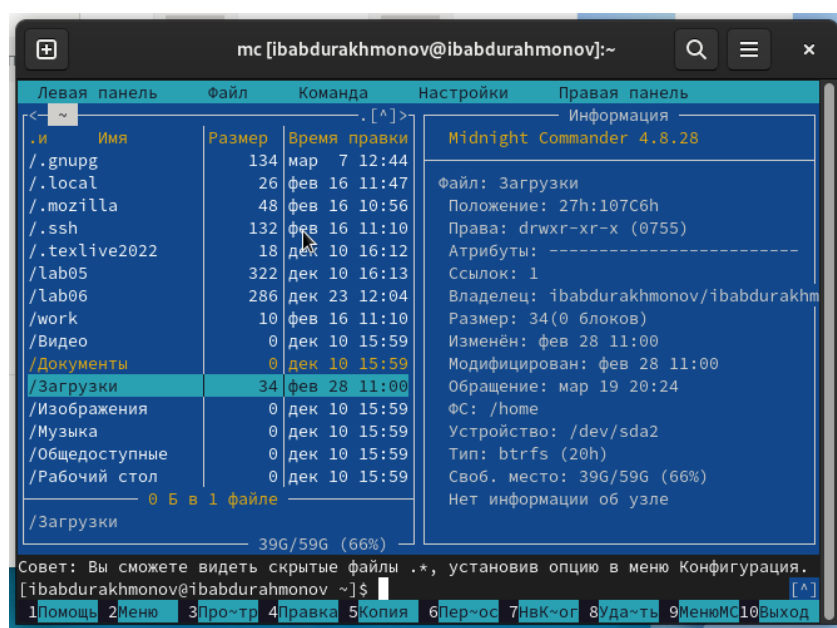 mc [ibabdurakhmonov@ibabdurahmonov]:~
Левая панель Файл Команда Настройки Правая панель
<─ ~ .[^]>
.и Имя Размер Время правки
/.gnupg 134 мар 7 12:44
/.local 26 фев 16 11:47
/.mozilla 48 фев 16 10:56
/.ssh 132 фев 16 11:10
/.texlive2022 18 дек 10 16:12
/lab05 322 дек 10 16:13
/lab06 286 дек 23 12:04
/work 10 фев 16 11:10
/Видео 0 дек 10 15:59
/Документы 0 дек 10 15:59
/Загрузки 34 фев 28 11:00
/Изображения 0 дек 10 15:59
/Музыка 0 дек 10 15:59
/Общедоступные 0 дек 10 15:59
/Рабочий стол 0 дек 10 15:59
0 Б в 1 файле
/Загрузки
39G/59G (66%)
Информация
Midnight Commander 4.8.28
Файл: Загрузки
Положение: 27h:107C6h
Права: drwxr-xr-x (0755)
Атрибуты: -------------------------
Ссылок: 1
Владелец: ibabdurakhmonov/ibabdurakhm
Размер: 34(0 блоков)
Изменён: фев 28 11:00
Модифицирован: фев 28 11:00
Обращение: мар 19 20:24
ФС: /home
Устройство: /dev/sda2
Тип: btrfs (20h)
Своб. место: 39G/59G (66%)
Нет информации об узле
Совет: Вы сможете видеть скрытые файлы .*, установив опцию в меню Конфигурация.
[ibabdurakhmonov@ibabdurahmonov ~]$ [^]
1Помощь 2Меню 3Про~тр 4Правка 5Копия 6Пер~ос 7НвК~ог 8Уда~ть 9МенюMC 10Выход